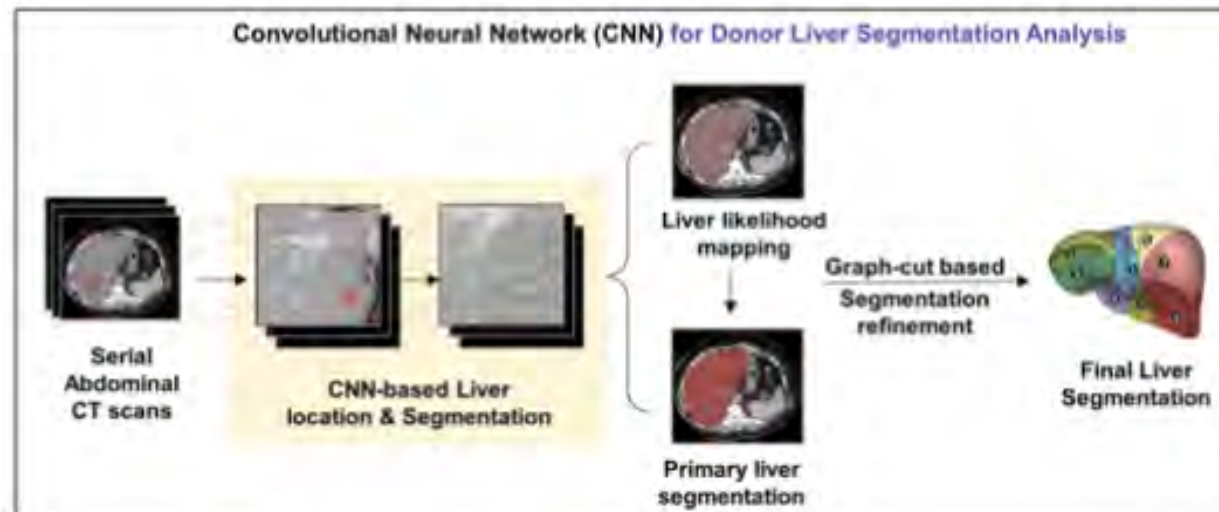 Convolutional Neural Network (CNN) for Donor Liver Segmentation Analysis
Serial
Abdominal
CT scans
CNN-based Liver
location & Segmentation
Liver likelihood
mapping
Primary liver
segmentation
Graph-cut based
Segmentation
refinement
Final Liver
Segmentation